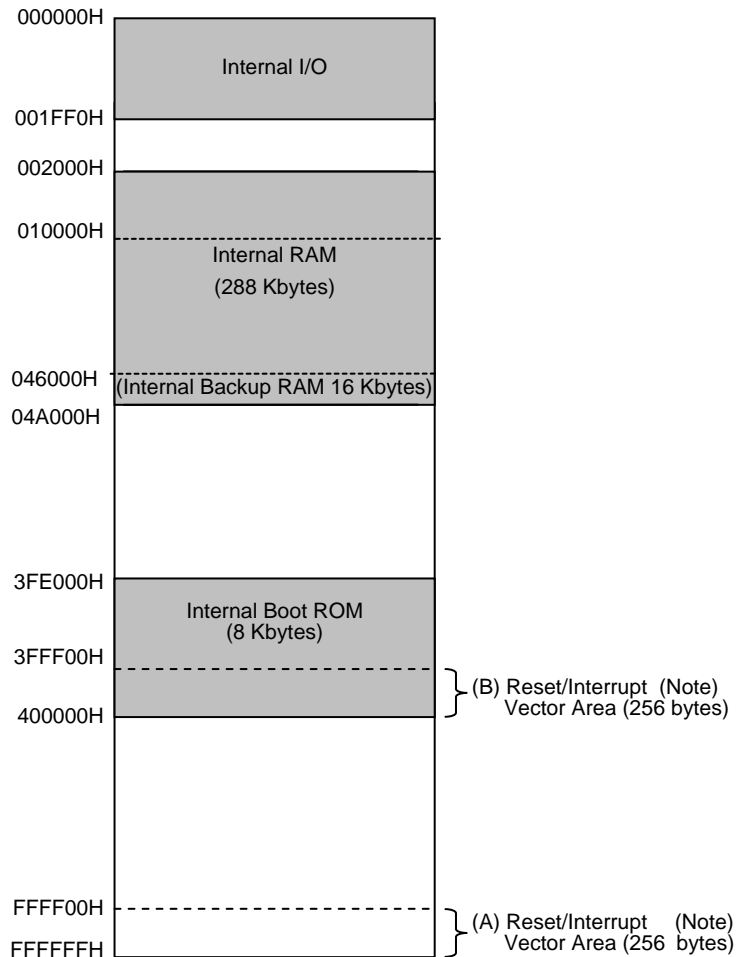 000000H
Internal I/O
001FF0H
002000H
010000H
Internal RAM
(288 Kbytes)
046000H
(Internal Backup RAM 16 Kbytes)
04A000H
3FE000H
Internal Boot ROM
(8 Kbytes)
3FFF00H
(B) Reset/Interrupt (Note)
Vector Area (256 bytes)
400000H
FFFF00H
(A) Reset/Interrupt (Note)
Vector Area (256 bytes)
FFFFFFH